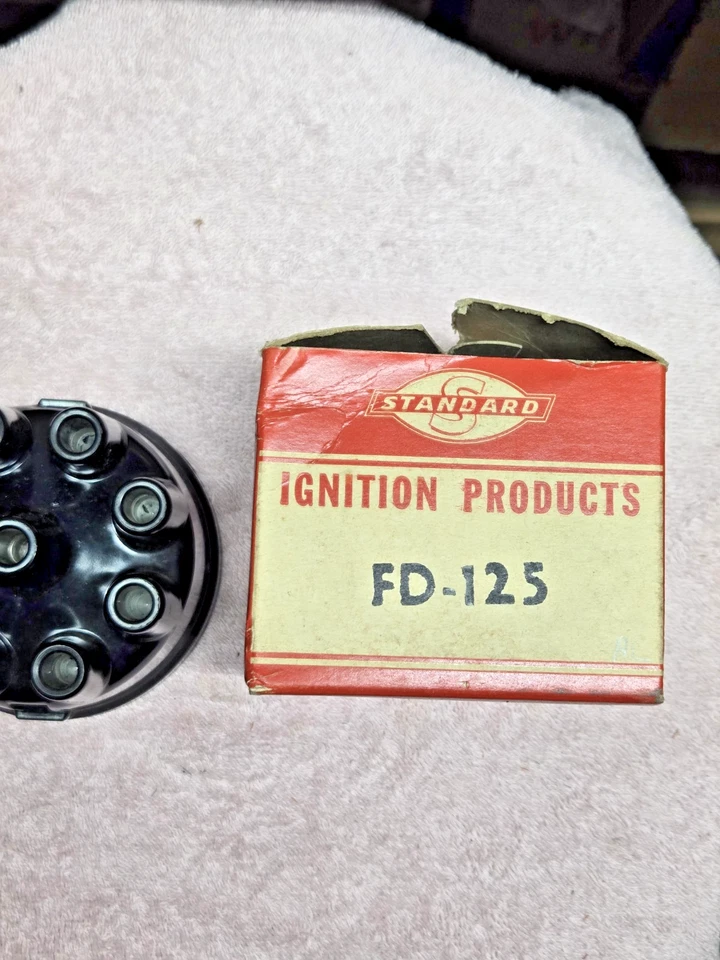 STANDARD
IGNITION PRODUCTS
FD-125